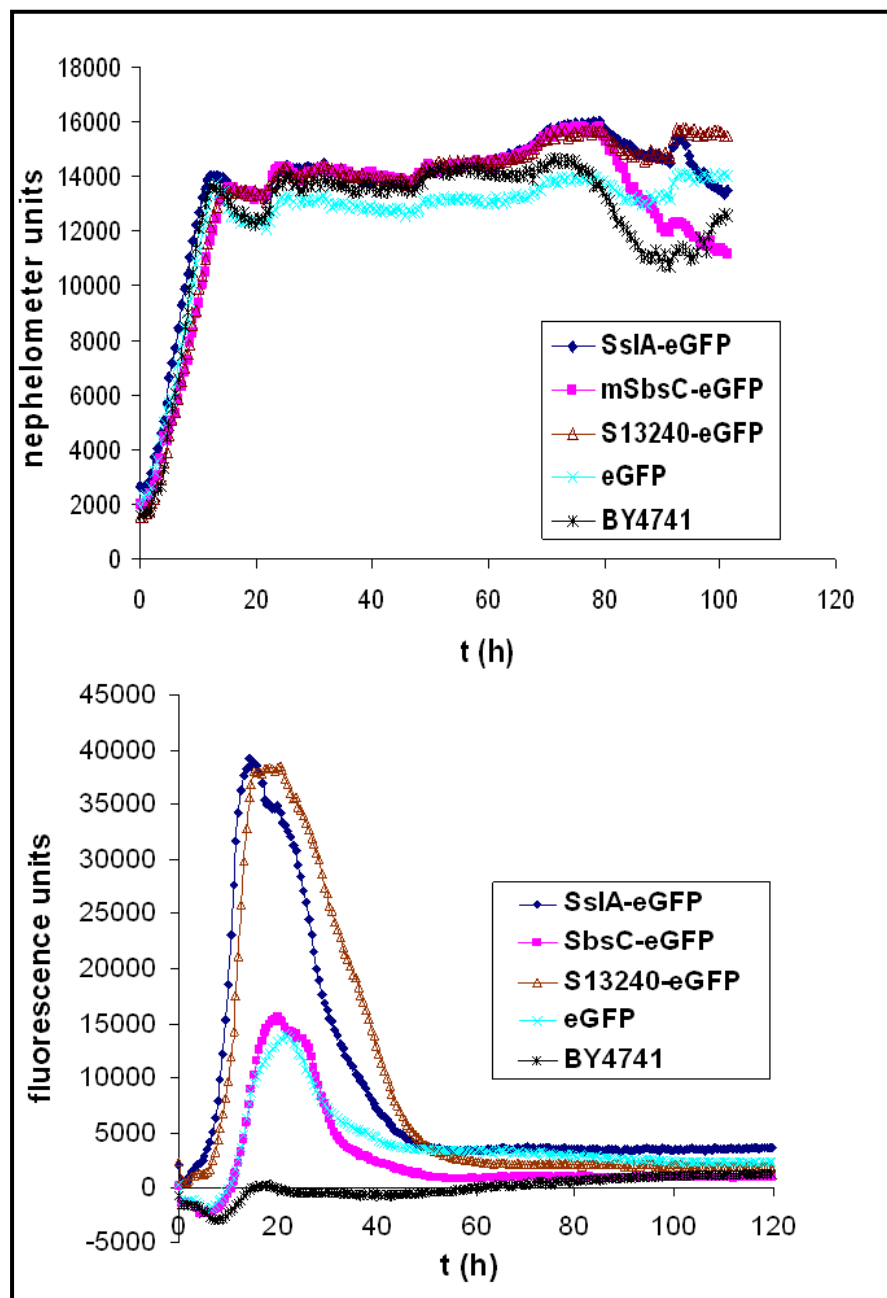 18000
16000
14000
12000
10000
8000
6000
4000
2000
0
nephelometer units
SslA-eGFP
mSbsC-eGFP
S13240-eGFP
eGFP
BY4741
0 20 40 60 80 100 120
t (h)
45000
40000
35000
30000
25000
20000
15000
10000
5000
0
-5000
fluorescence units
SslA-eGFP
SbsC-eGFP
S13240-eGFP
eGFP
BY4741
0 20 40 60 80 100 120
t (h)